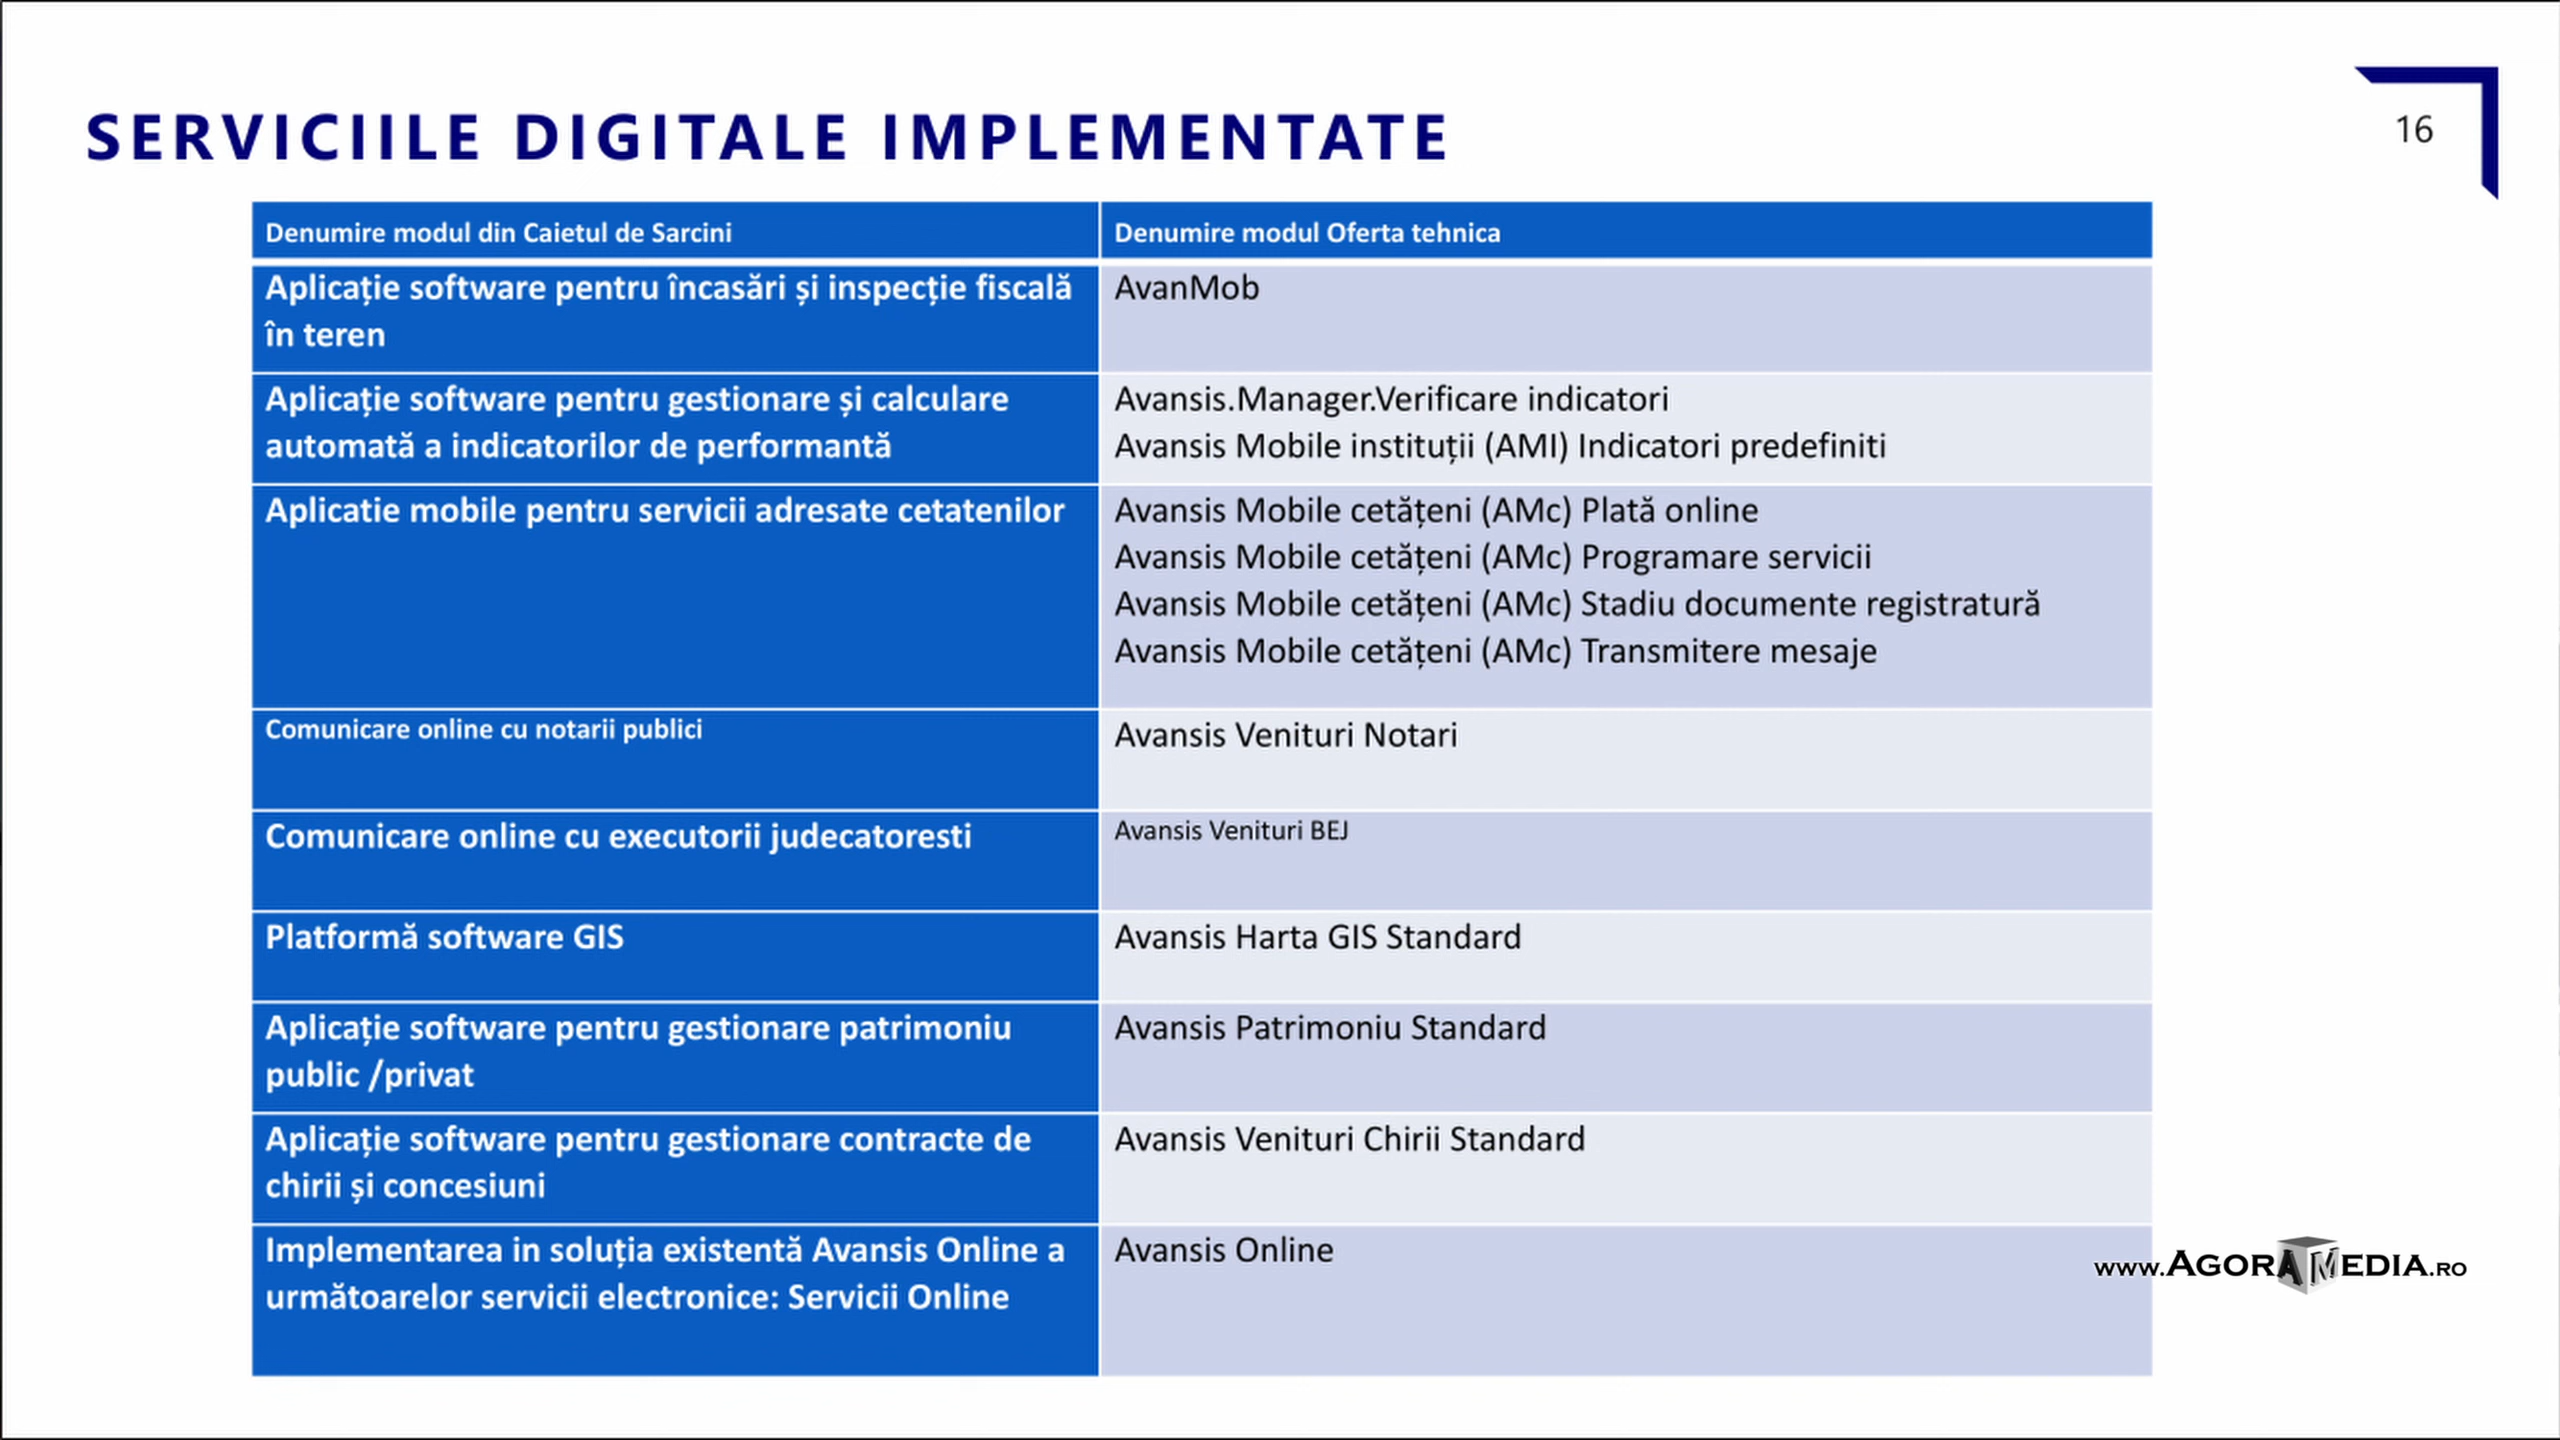 SERVICIILE DIGITALE IMPLEMENTATE
16
Denumire modul din Caietul de Sarcini
Denumire modul Oferta tehnica
Aplicație software pentru încasări și inspecție fiscală
în teren
AvanMob
Aplicație software pentru gestionare și calculare
automată a indicatorilor de performantă
Avansis.Manager.Verificare indicatori
Avansis Mobile instituții (AMI) Indicatori predefiniti
Aplicatie mobile pentru servicii adresate cetatenilor
Avansis Mobile cetățeni (AMc) Plată online
Avansis Mobile cetățeni (AMc) Programare servicii
Avansis Mobile cetățeni (AMc) Stadiu documente registratură
Avansis Mobile cetățeni (AMc) Transmitere mesaje
Comunicare online cu notarii publici
Avansis Venituri Notari
Comunicare online cu executorii judecatoresti
Avansis Venituri BEJ
Platformă software GIS
Avansis Harta GIS Standard
Aplicație software pentru gestionare patrimoniu
public /privat
Avansis Patrimoniu Standard
Aplicație software pentru gestionare contracte de
chirii și concesiuni
Avansis Venituri Chirii Standard
Implementarea in soluția existentă Avansis Online a
următoarelor servicii electronice: Servicii Online
Avansis Online
www.AGORAMEDIA.RO